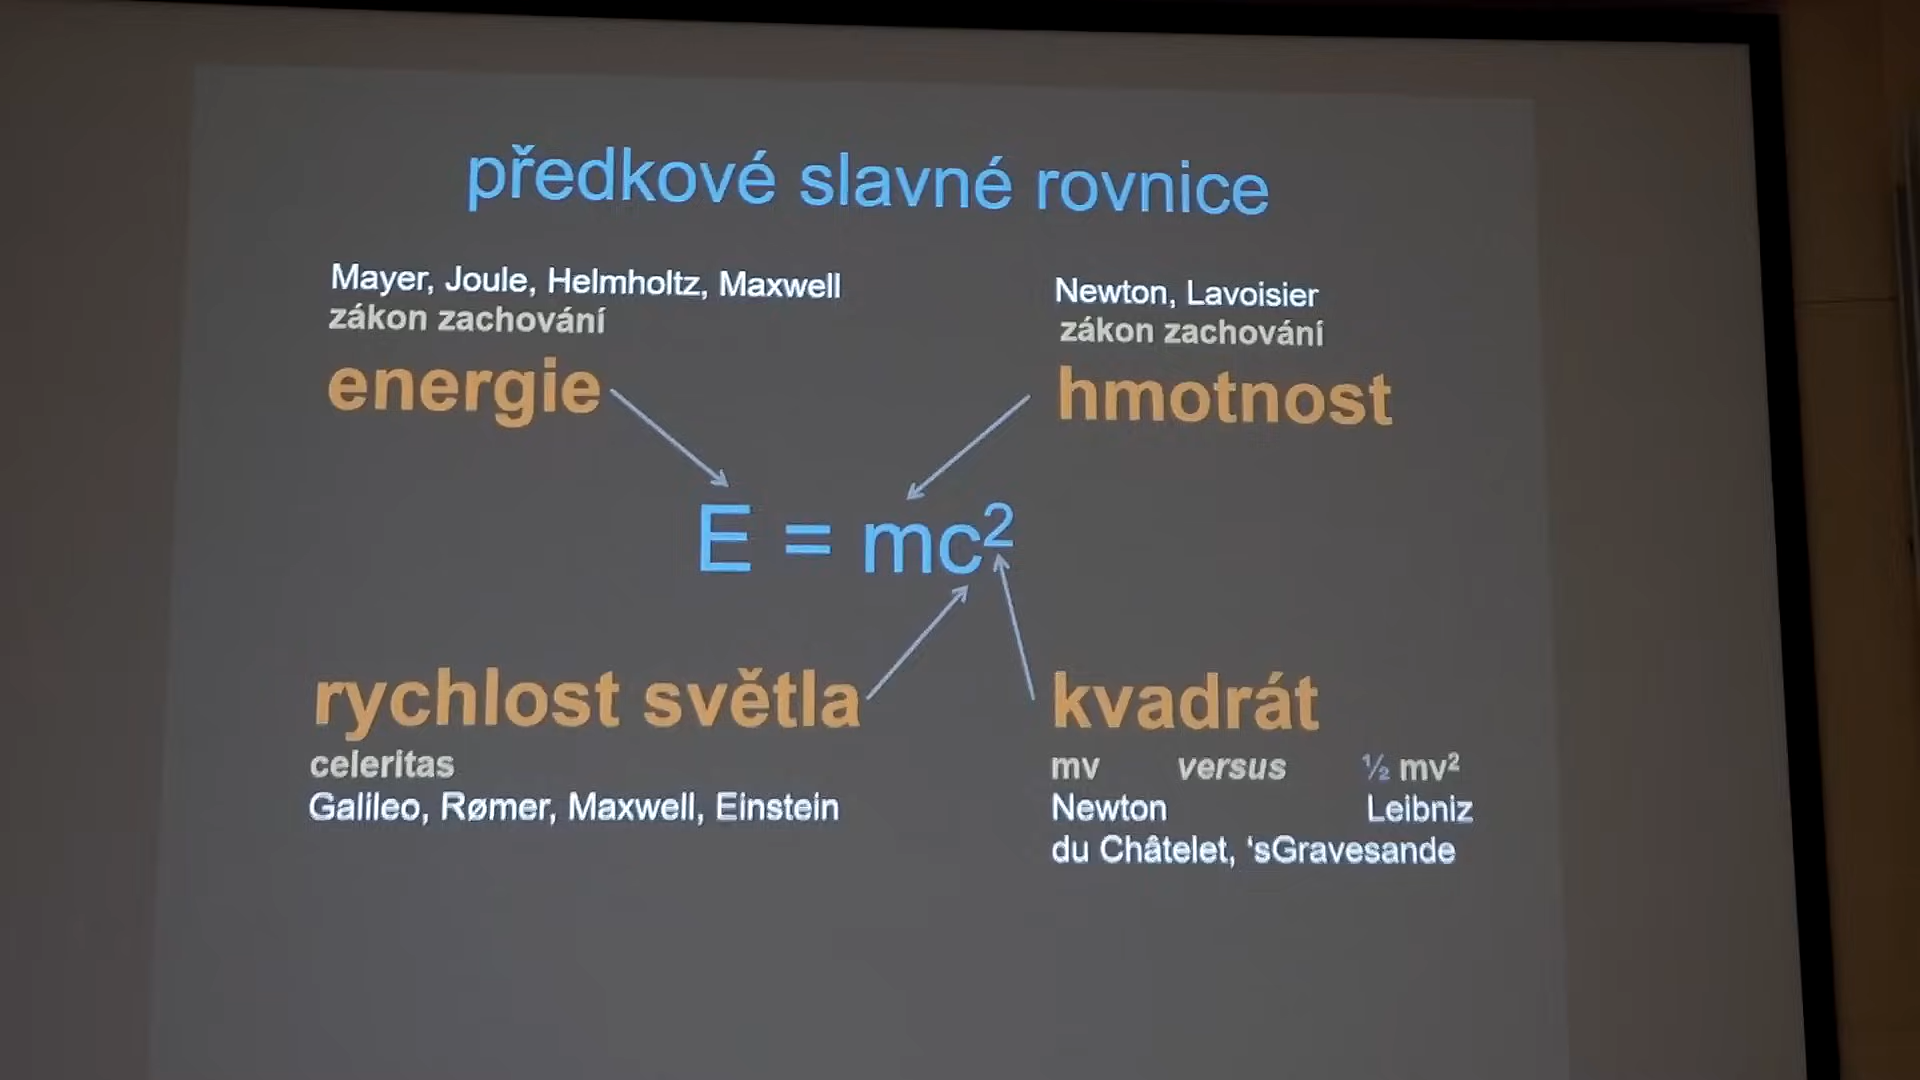 předkové slavné rovnice
Mayer, Joule, Helmholtz, Maxwell
zákon zachování
energie
Newton, Lavoisier
zákon zachování
hmotnost
E = mc²
rychlost světla
celeritas
Galileo, Rømer, Maxwell, Einstein
kvadrát
mv versus ½ mv²
Newton Leibniz
du Châtelet, ‘sGravesande